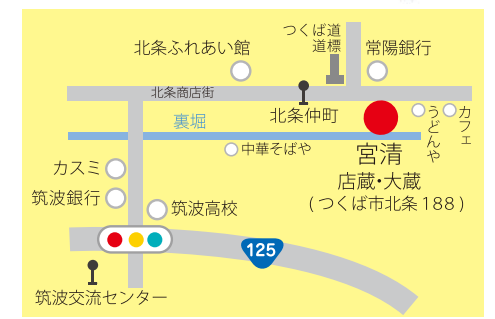 つくば道
道標
北条ふれあい館
常陽銀行
北条商店街
北条仲町
うどんや
カフェ
裏堀
中華そばや
宮清
店蔵・大蔵
(つくば市北条188)
カスミ
筑波銀行
筑波高校
125
筑波交流センター